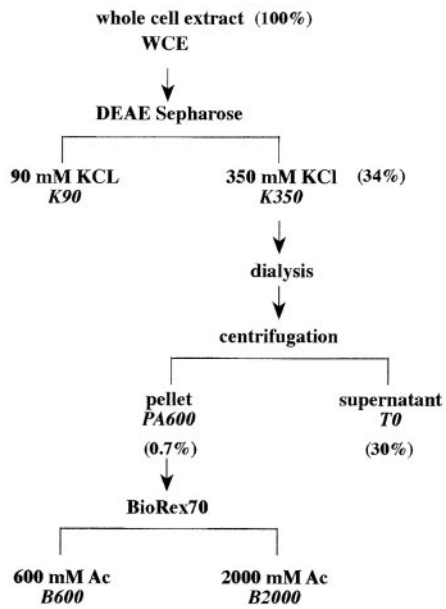 whole cell extract (100%)
WCE
DEAE Sepharose
90 mM KCL
K90
350 mM KCl (34%)
K350
dialysis
centrifugation
pellet
PA600
(0.7%)
supernatant
T0
(30%)
BioRex70
600 mM Ac
B600
2000 mM Ac
B2000